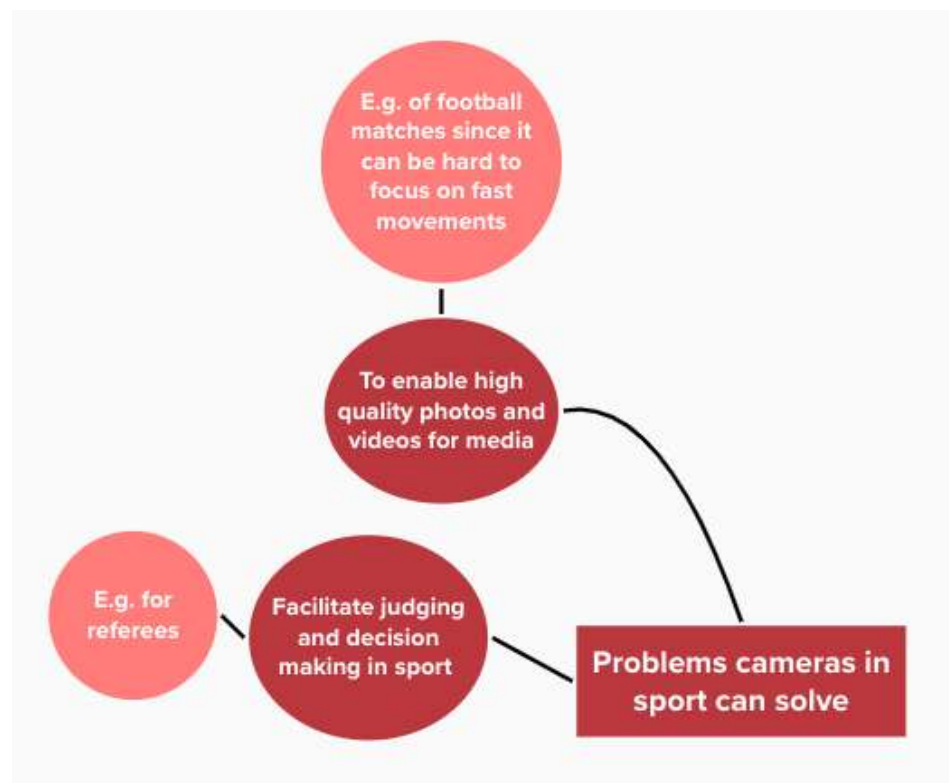 E.g. of football
matches since it
can be hard to
focus on fast
movements
To enable high
quality photos and
videos for media
E.g. for
referees
Facilitate judging
and decision
making in sport
Problems cameras in
sport can solve